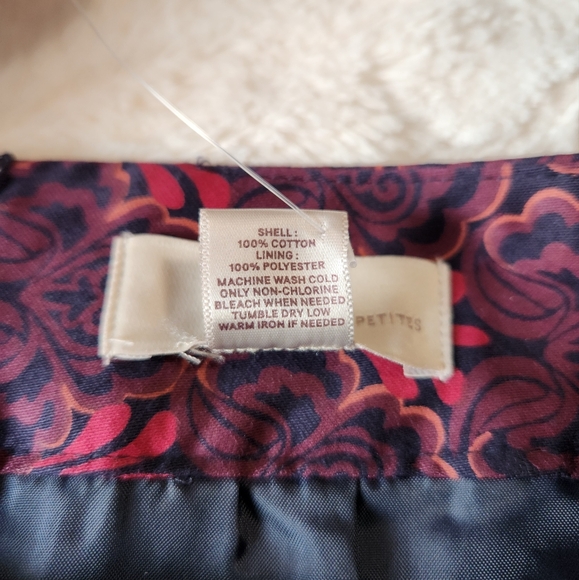 SHELL :
100% COTTON
LINING :
100% POLYESTER
MACHINE WASH COLD
ONLY NON-CHLORINE
BLEACH WHEN NEEDED
TUMBLE DRY LOW
WARM IRON IF NEEDED
PETITES